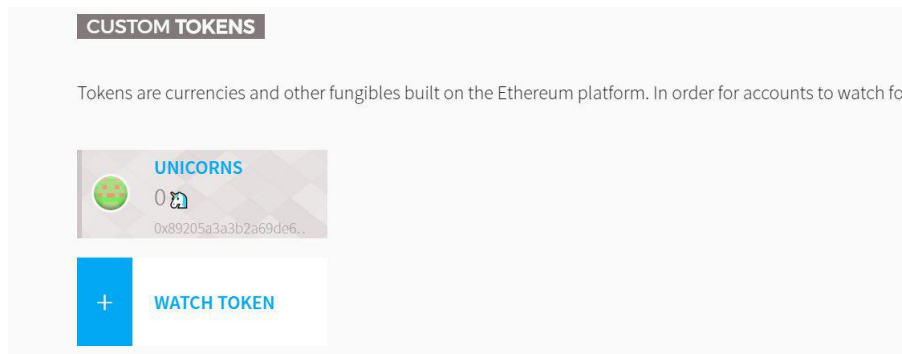 CUSTOM TOKENS
Tokens are currencies and other fungibles built on the Ethereum platform. In order for accounts to watch fo
UNICORNS
0 🦄
0x89205a3a3b2a69de6..
+ WATCH TOKEN